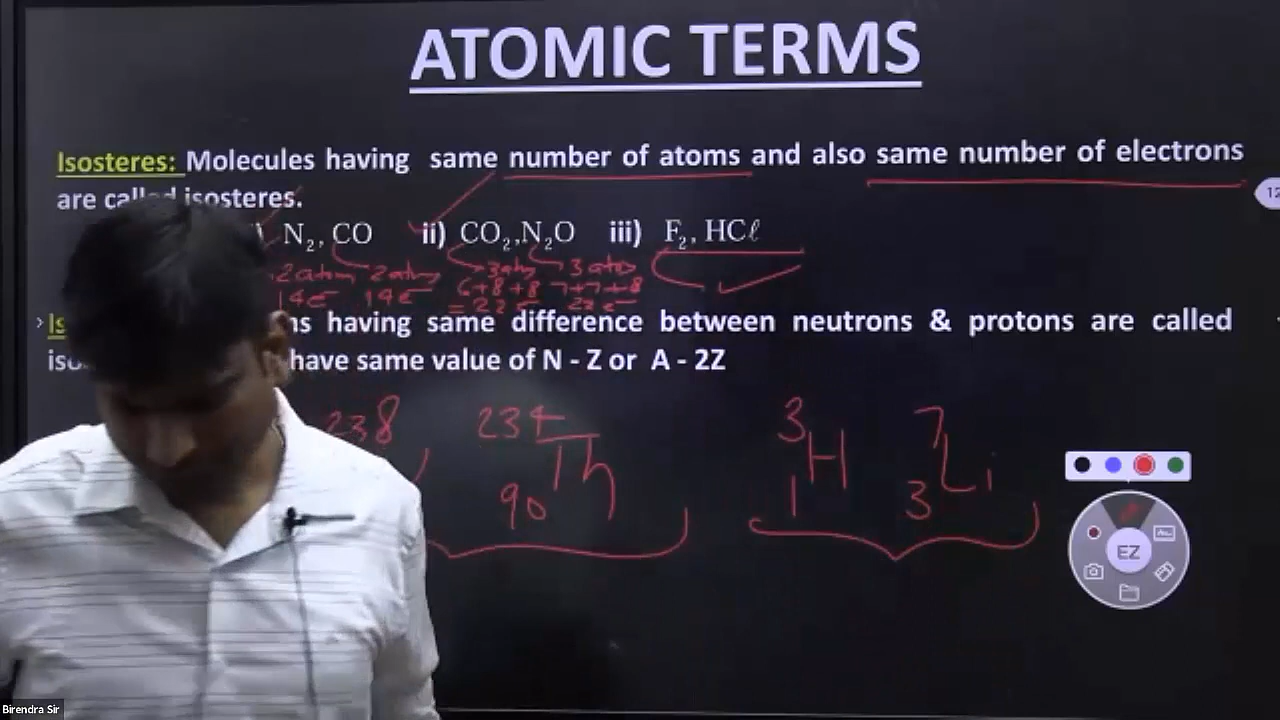 ATOMIC TERMS
Isosteres: Molecules having same number of atoms and also same number of electrons
are called isosteres.
N₂, CO ii) CO₂,N₂O iii) F₂, HCℓ
2 atom 2 atom 3 atom 3 atom
14e⁻ 14e⁻ 6+8+8 7+7+8
= 22e⁻ 22e⁻
having same difference between neutrons & protons are called
have same value of N - Z or A - 2Z
238 234 Th 90 3 H 1 7 Li 3
12
EZ
Birendra Sir